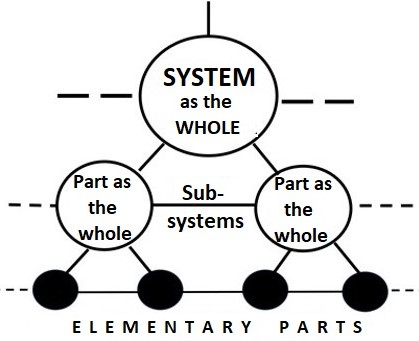 SYSTEM
as the
WHOLE
Part as
the
whole
Sub-
systems
Part as
the
whole
ELEMENTARY PARTS